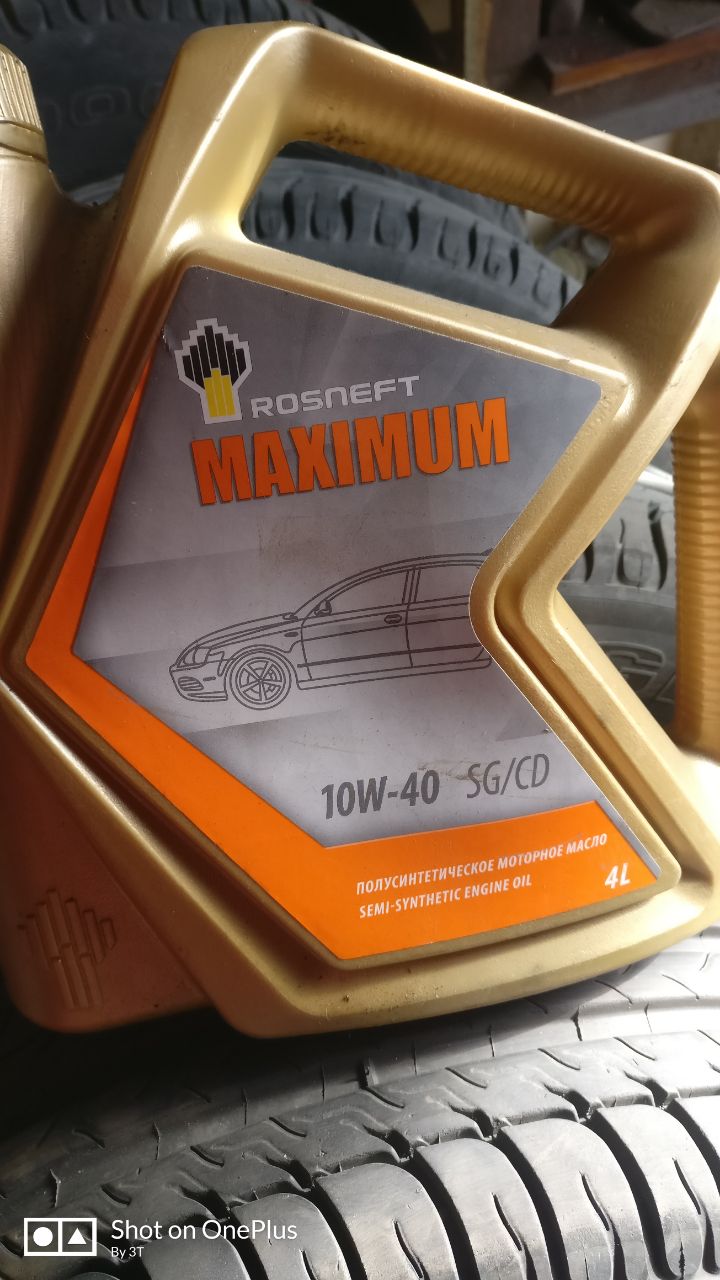 ROSNEFT
MAXIMUM
10W-40 SG/CD
ПОЛУСИНТЕТИЧЕСКОЕ МОТОРНОЕ МАСЛО
SEMI-SYNTHETIC ENGINE OIL
4L
Shot on OnePlus
By 3T